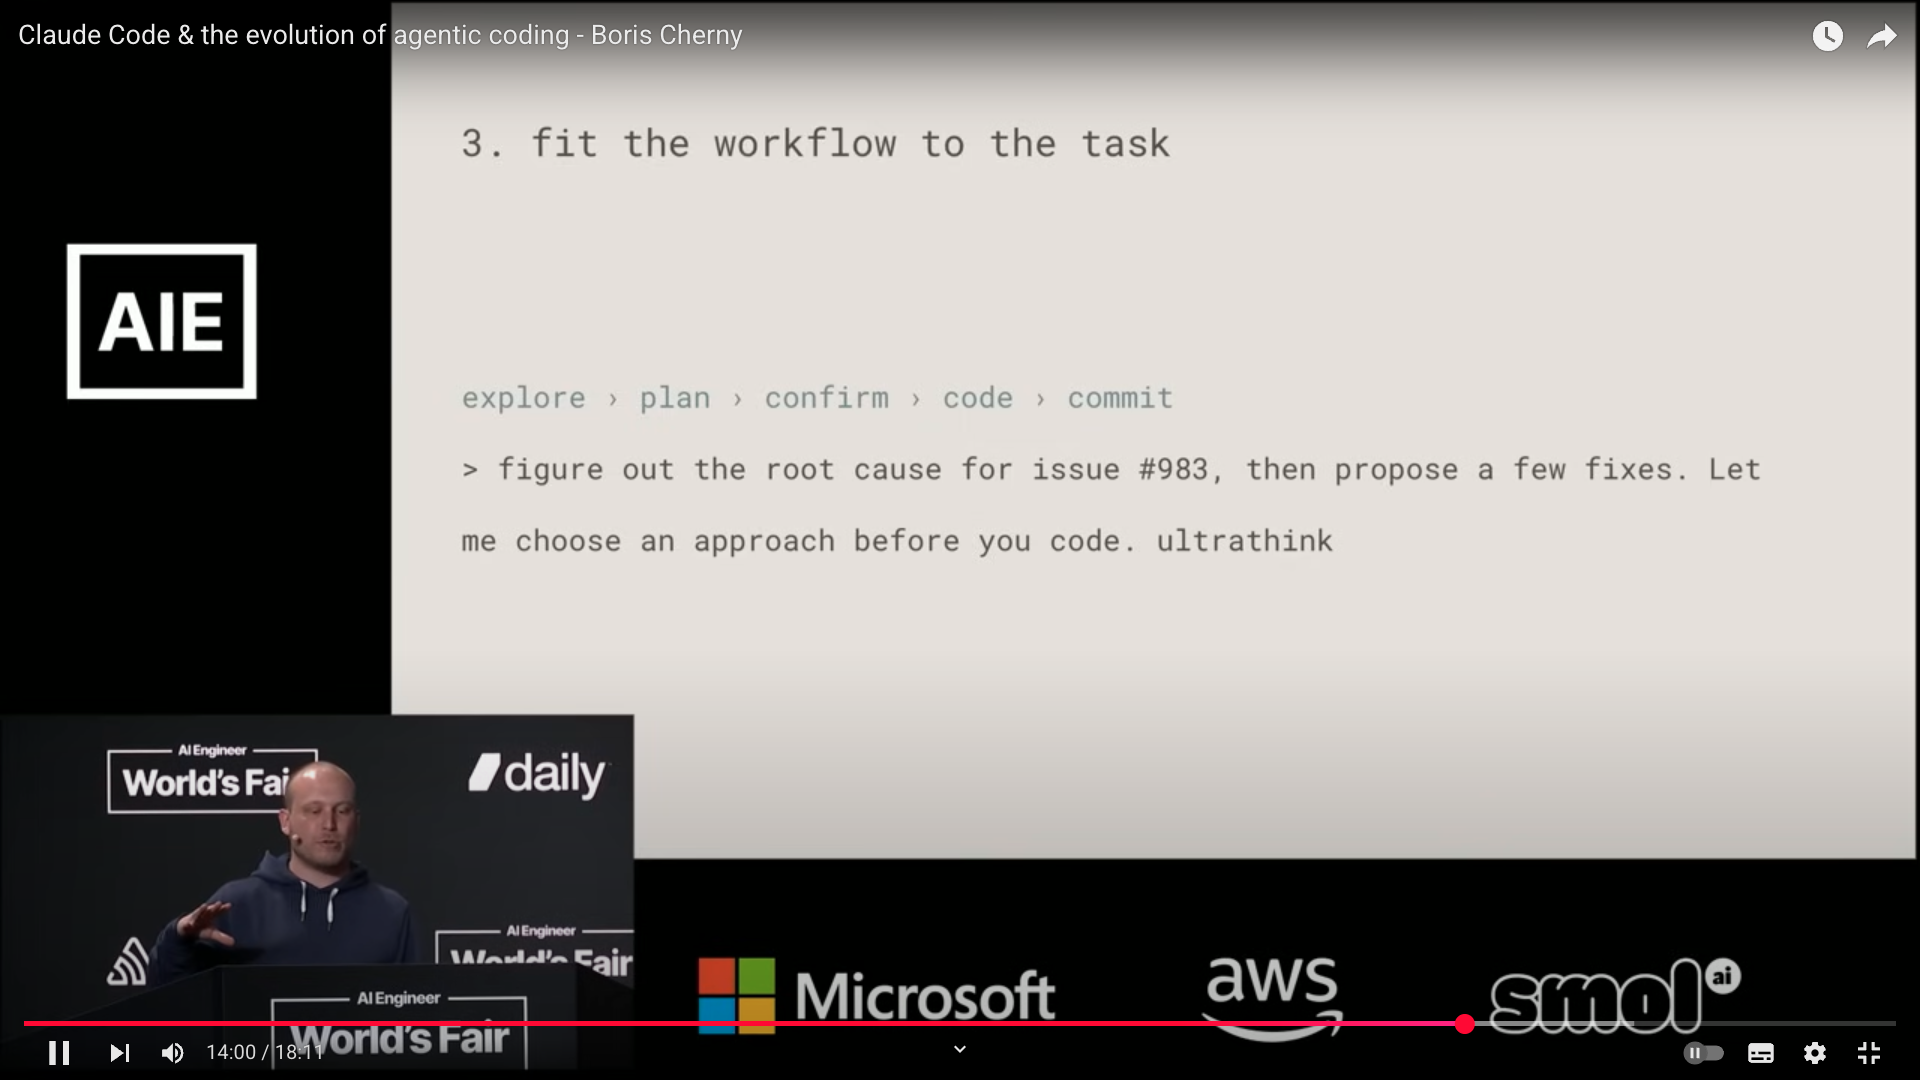 Claude Code & the evolution of agentic coding - Boris Cherny
3. fit the workflow to the task
AIE
explore › plan › confirm › code › commit
> figure out the root cause for issue #983, then propose a few fixes. Let
me choose an approach before you code. ultrathink
AI Engineer
World's Fai
daily
AI Engineer
World's Fair
AI Engineer
World's Fair
Microsoft
aws
smol ai
14:00 / 18:11